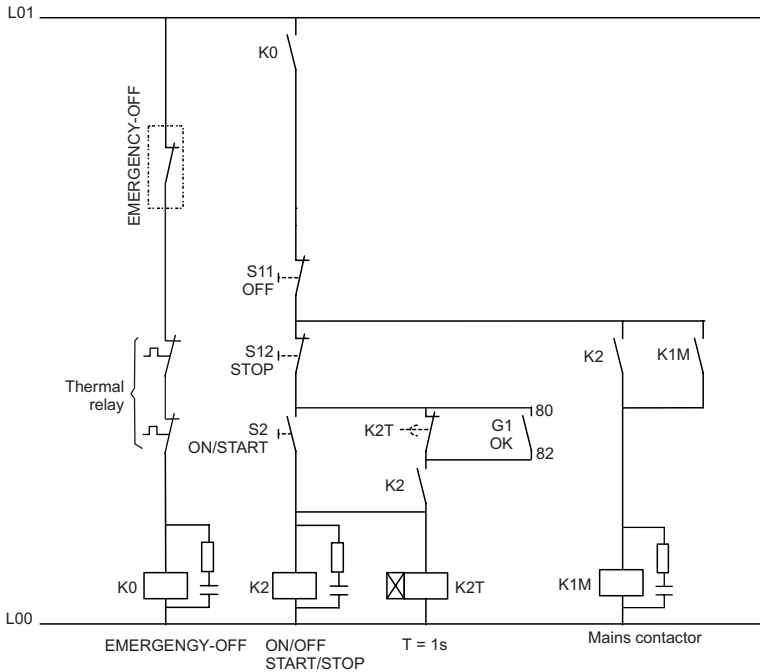 L01
K0
EMERGENCY-OFF
S11
OFF
S12
STOP
K2
K1M
Thermal
relay
S2
ON/START
K2T
G1
OK
80
82
K2
K0
K2
K2T
K1M
L00
EMERGENGY-OFF
ON/OFF
START/STOP
T = 1s
Mains contactor